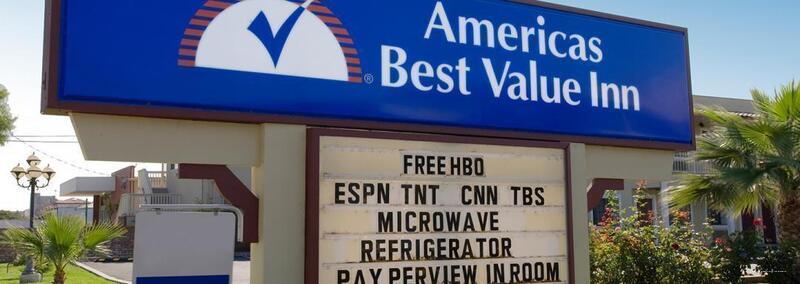 Americas
Best Value Inn
®
FREE HBO
ESPN TNT CNN TBS
MICROWAVE
REFRIGERATOR
PAY PERVIEW IN ROOM